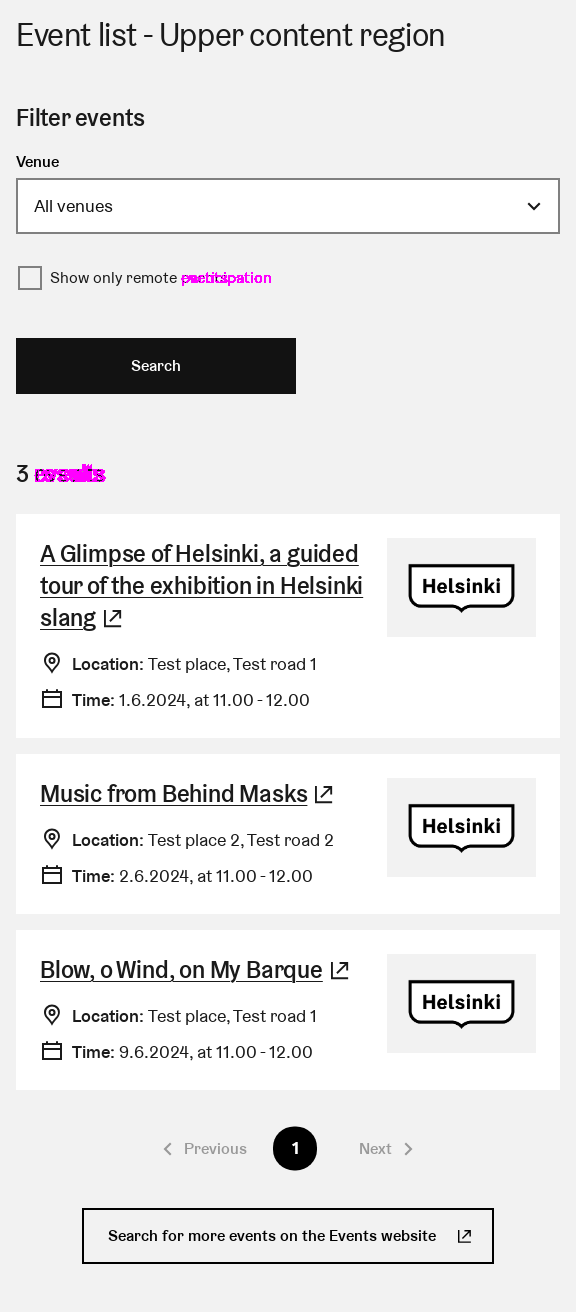 Event list - Upper content region
Filter events
Venue
All venues
Show only remote
Search
3
A Glimpse of Helsinki, a guided
tour of the exhibition in Helsinki
slang
Helsinki
Location: Test place, Test road 1
Time: 1.6.2024, at 11.00 - 12.00
Music from Behind Masks
Helsinki
Location: Test place 2, Test road 2
Time: 2.6.2024, at 11.00 - 12.00
Blow, o Wind, on My Barque
Helsinki
Location: Test place, Test road 1
Time: 9.6.2024, at 11.00 - 12.00
Previous 1 Next
Search for more events on the Events website